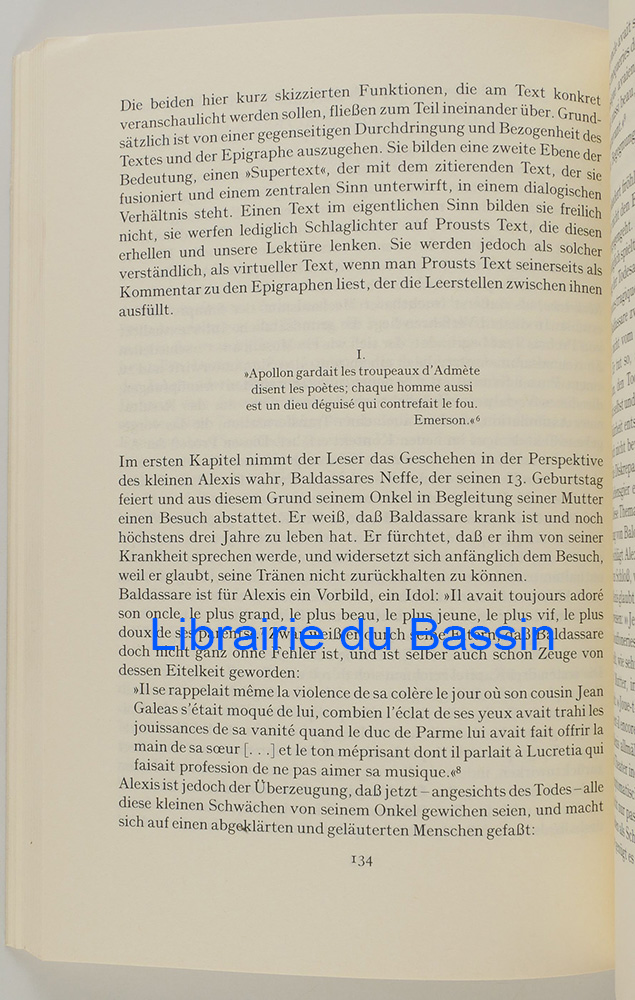 Die beiden hier kurz skizzierten Funktionen, die am Text konkret
veranschaulicht werden sollen, fließen zum Teil ineinander über. Grund-
sätzlich ist von einer gegenseitigen Durchdringung und Bezogenheit des
Textes und der Epigraphe auszugehen. Sie bilden eine zweite Ebene der
Bedeutung, einen »Supertext«, der mit dem zitierenden Text, der sie
fusioniert und einem zentralen Sinn unterwirft, in einem dialogischen
Verhältnis steht. Einen Text im eigentlichen Sinn bilden sie freilich
nicht, sie werfen lediglich Schlaglichter auf Prousts Text, die diesen
erhellen und unsere Lektüre lenken. Sie werden jedoch als solcher
verständlich, als virtueller Text, wenn man Prousts Text seinerseits als
Kommentar zu den Epigraphen liest, der die Leerstellen zwischen ihnen
ausfüllt.
I.
»Apollon gardait les troupeaux d'Admète
disent les poètes; chaque homme aussi
est un dieu déguisé qui contrefait le fou.
Emerson.«⁶
Im ersten Kapitel nimmt der Leser das Geschehen in der Perspektive
des kleinen Alexis wahr, Baldassares Neffe, der seinen 13. Geburtstag
feiert und aus diesem Grund seinem Onkel in Begleitung seiner Mutter
einen Besuch abstattet. Er weiß, daß Baldassare krank ist und noch
höchstens drei Jahre zu leben hat. Er fürchtet, daß er ihm von seiner
Krankheit sprechen werde, und widersetzt sich anfänglich dem Besuch,
weil er glaubt, seine Tränen nicht zurückhalten zu können.
Baldassare ist für Alexis ein Vorbild, ein Idol: »Il avait toujours adoré
son oncle, le plus grand, le plus beau, le plus jeune, le plus vif, le plus
doux de ses parents.« Zwar weiß er durch seine Eltern, daß Baldassare
Librairie du Bassin
doch nicht ganz ohne Fehler ist, und ist selber auch schon Zeuge von
dessen Eitelkeit geworden:
»Il se rappelait même la violence de sa colère le jour où son cousin Jean
Galeas s'était moqué de lui, combien l'éclat de ses yeux avait trahi les
jouissances de sa vanité quand le duc de Parme lui avait fait offrir la
main de sa sœur [. . .] et le ton méprisant dont il parlait à Lucretia qui
faisait profession de ne pas aimer sa musique.«⁸
Alexis ist jedoch der Überzeugung, daß jetzt – angesichts des Todes – alle
diese kleinen Schwächen von seinem Onkel gewichen seien, und macht
sich auf einen abgeklärten und geläuterten Menschen gefaßt:
134